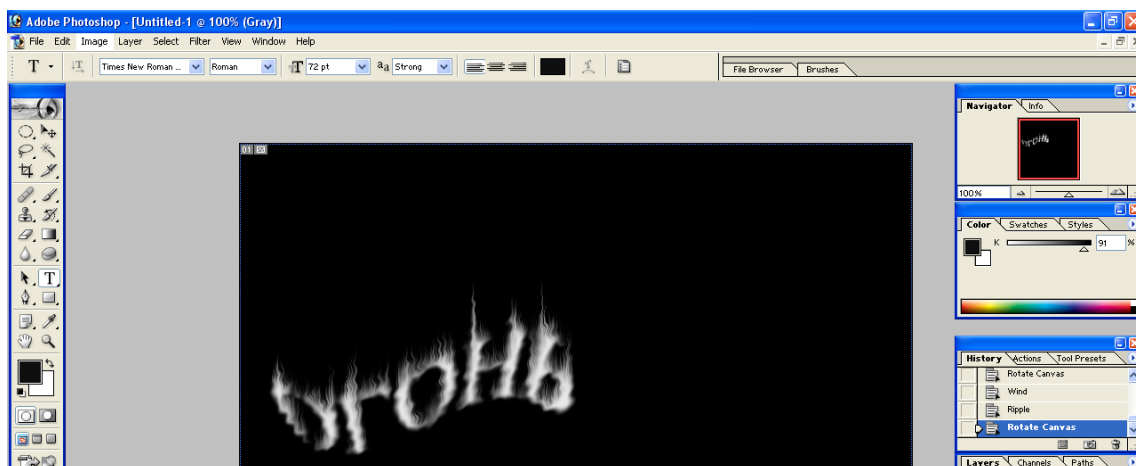 Adobe Photoshop - [Untitled-1 @ 100% (Gray)]
File Edit Image Layer Select Filter View Window Help
T Times New Roman ... Roman T 72 pt aa Strong File Browser Brushes
Navigator Info
100%
Color Swatches Styles
K 91 %
01
History Actions Tool Presets
Rotate Canvas
Wind
Ripple
Rotate Canvas
Layers Channels Paths
огонь